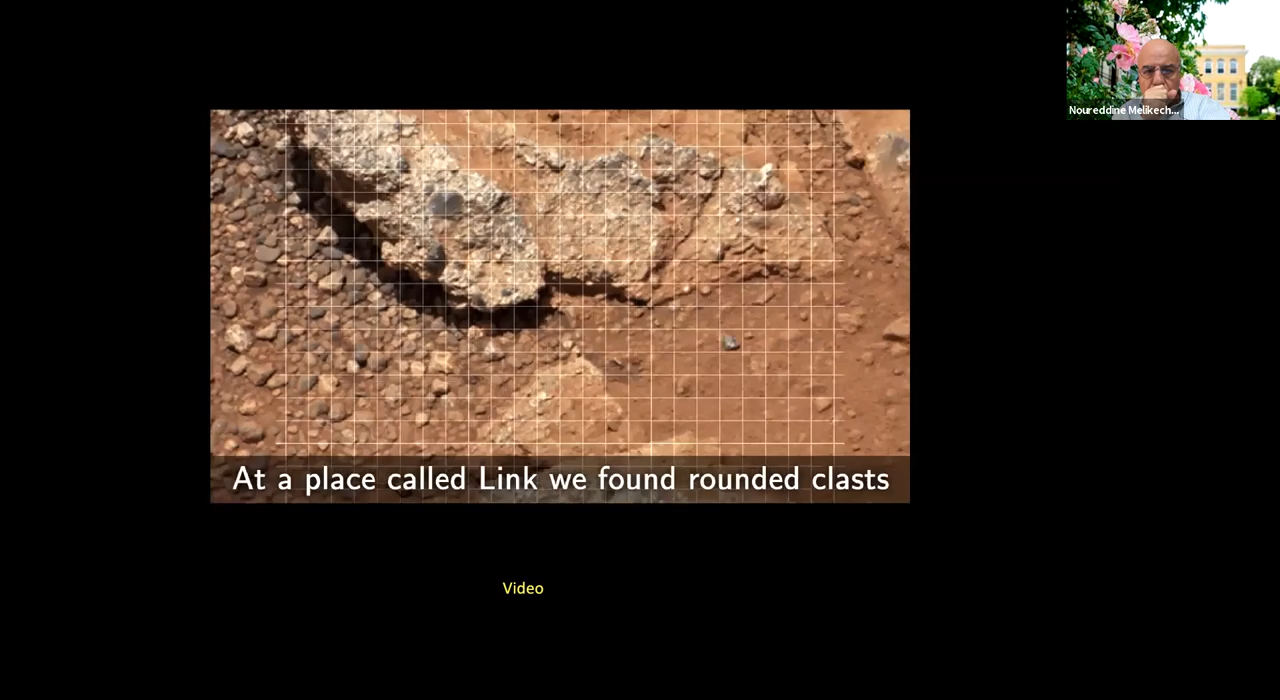 Noureddine Melikech...
At a place called Link we found rounded clasts
Video